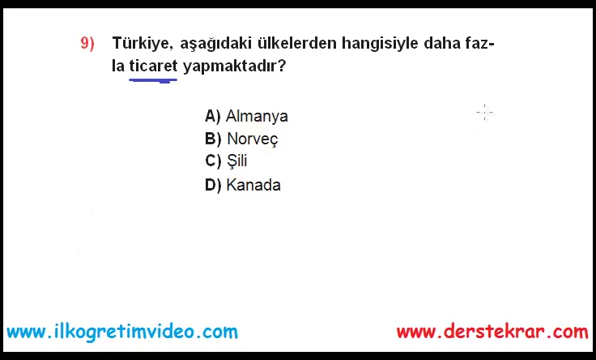 9) Türkiye, aşağıdaki ülkelerden hangisiyle daha faz-
la ticaret yapmaktadır?
A) Almanya
B) Norveç
C) Şili
D) Kanada
www.ilkogretimvideo.com www.derstekrar.com